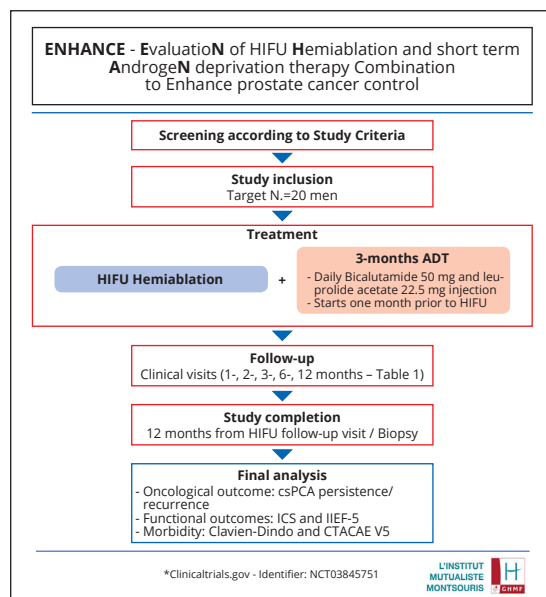 ENHANCE - EvaluatioN of HIFU Hemiablation and short term
AndrogeN deprivation therapy Combination
to Enhance prostate cancer control
Screening according to Study Criteria
Study inclusion
Target N.=20 men
Treatment
HIFU Hemiablation
+
3-months ADT
- Daily Bicalutamide 50 mg and leu-
prolide acetate 22.5 mg injection
- Starts one month prior to HIFU
Follow-up
Clinical visits (1-, 2-, 3-, 6-, 12 months – Table 1)
Study completion
12 months from HIFU follow-up visit / Biopsy
Final analysis
- Oncological outcome: csPCA persistence/
recurrence
- Functional outcomes: ICS and IIEF-5
- Morbidity: Clavien-Dindo and CTACAE V5
*Clinicaltrials.gov - Identifier: NCT03845751
L'INSTITUT
MUTUALISTE
MONTSOURIS
H
GHMF